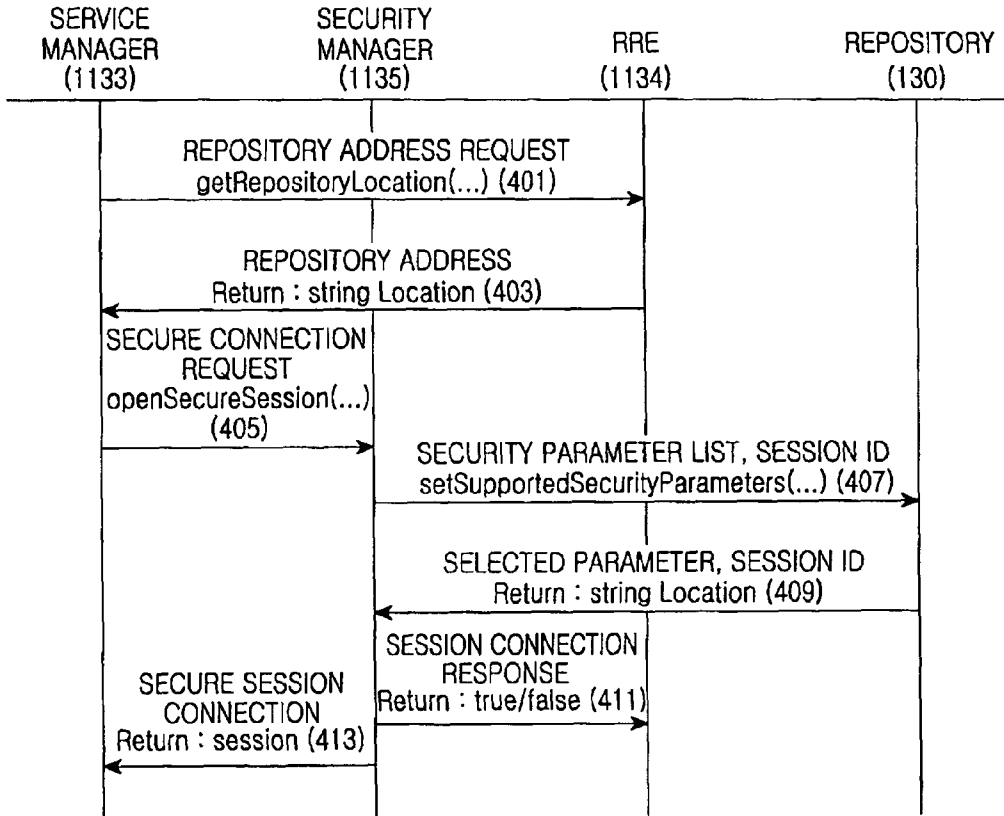 SERVICE
MANAGER
(1133)
SECURITY
MANAGER
(1135)
RRE
(1134)
REPOSITORY
(130)
REPOSITORY ADDRESS REQUEST
getRepositoryLocation(...) (401)
REPOSITORY ADDRESS
Return : string Location (403)
SECURE CONNECTION
REQUEST
openSecureSession(...)
(405)
SECURITY PARAMETER LIST, SESSION ID
setSupportedSecurityParameters(...) (407)
SELECTED PARAMETER, SESSION ID
Return : string Location (409)
SESSION CONNECTION
RESPONSE
Return : true/false (411)
SECURE SESSION
CONNECTION
Return : session (413)